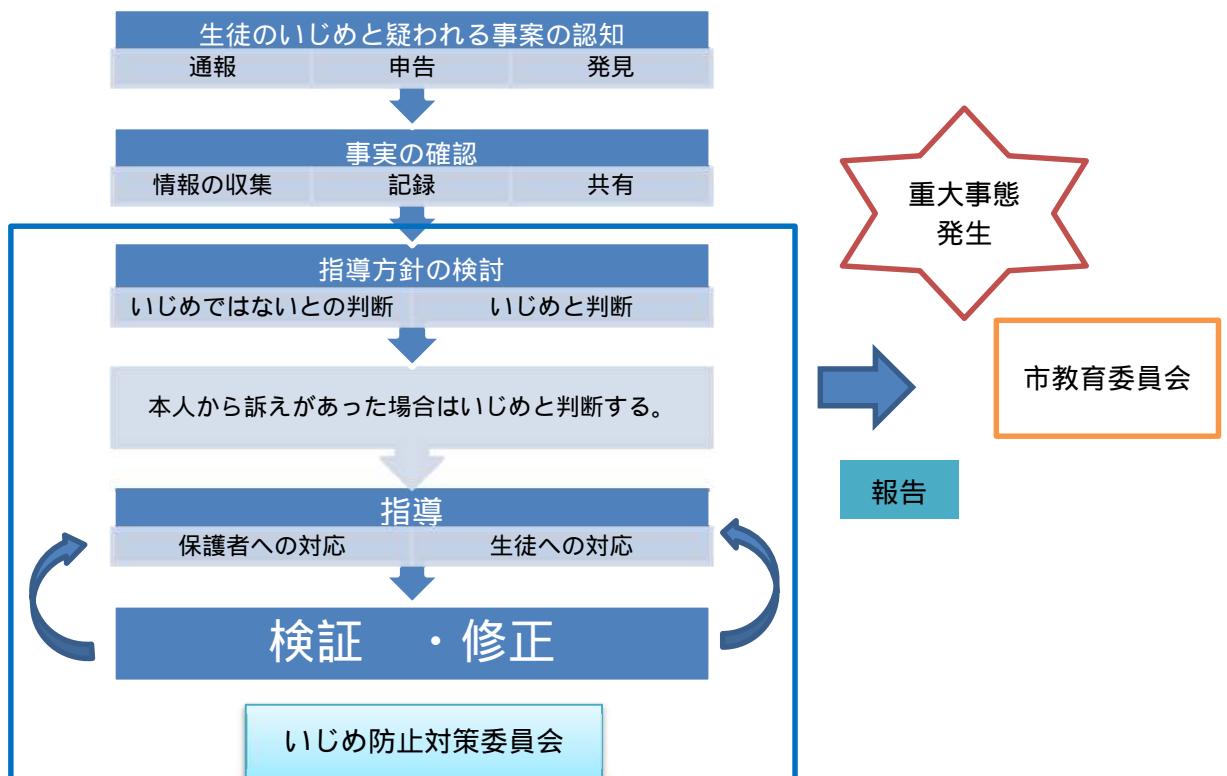 生徒のいじめと疑われる事案の認知
通報 申告 発見
事実の確認
情報の収集 記録 共有
指導方針の検討
いじめではないとの判断 いじめと判断
本人から訴えがあった場合はいじめと判断する。
指導
保護者への対応 生徒への対応
検証 ・修正
いじめ防止対策委員会
重大事態
発生
市教育委員会
報告